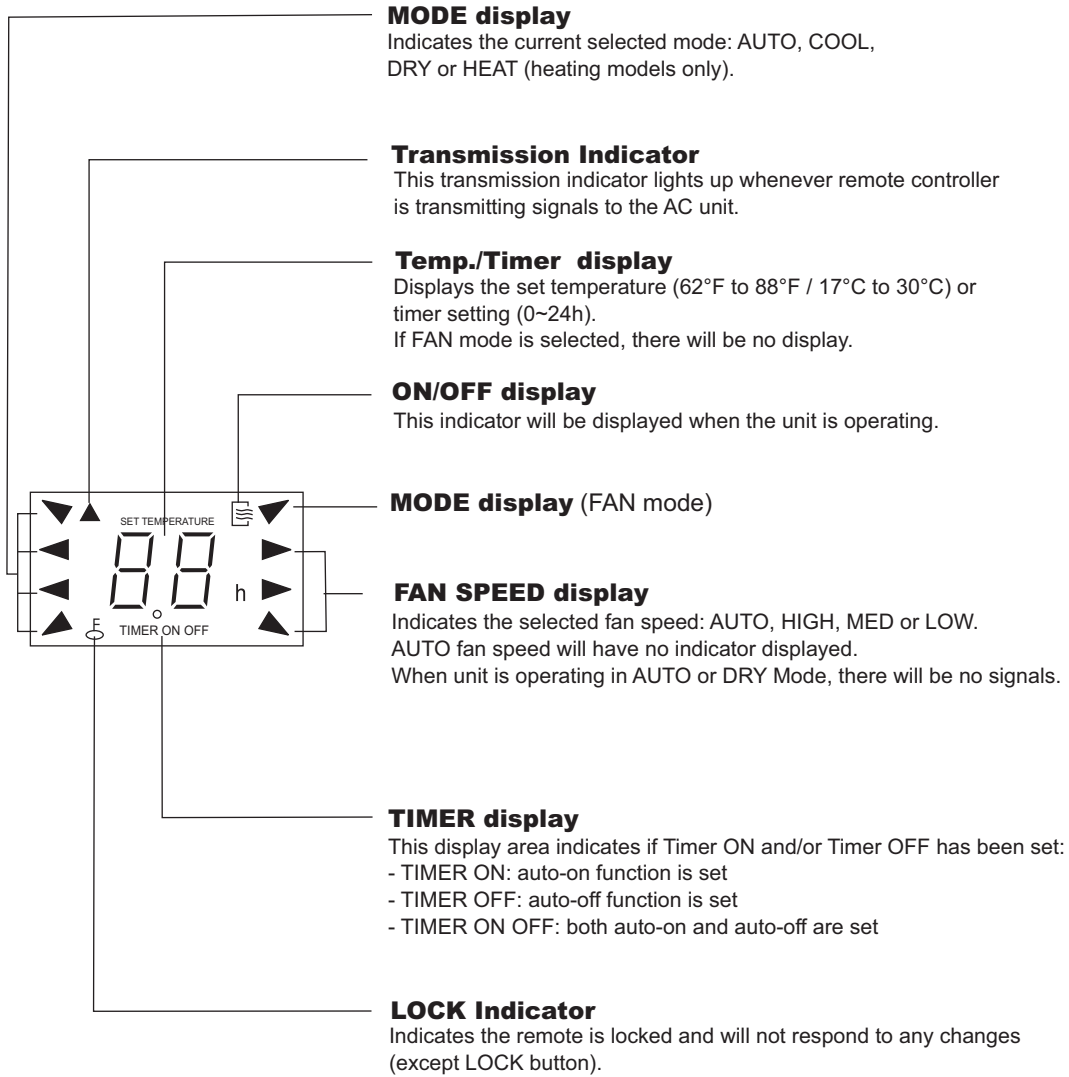 MODE display
Indicates the current selected mode: AUTO, COOL,
DRY or HEAT (heating models only).
Transmission Indicator
This transmission indicator lights up whenever remote controller
is transmitting signals to the AC unit.
Temp./Timer display
Displays the set temperature (62°F to 88°F / 17°C to 30°C) or
timer setting (0~24h).
If FAN mode is selected, there will be no display.
ON/OFF display
This indicator will be displayed when the unit is operating.
MODE display (FAN mode)
SET TEMPERATURE
88
h
TIMER ON OFF
FAN SPEED display
Indicates the selected fan speed: AUTO, HIGH, MED or LOW.
AUTO fan speed will have no indicator displayed.
When unit is operating in AUTO or DRY Mode, there will be no signals.
TIMER display
This display area indicates if Timer ON and/or Timer OFF has been set:
- TIMER ON: auto-on function is set
- TIMER OFF: auto-off function is set
- TIMER ON OFF: both auto-on and auto-off are set
LOCK Indicator
Indicates the remote is locked and will not respond to any changes
(except LOCK button).